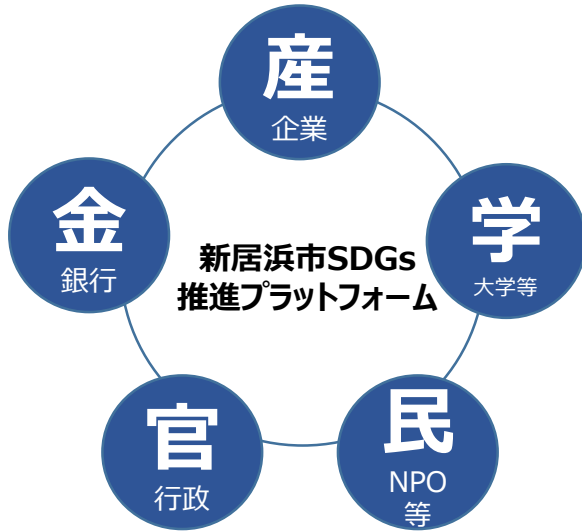 産
企業
金
銀行
学
大学等
新居浜市SDGs
推進プラットフォーム
官
行政
民
NPO
等